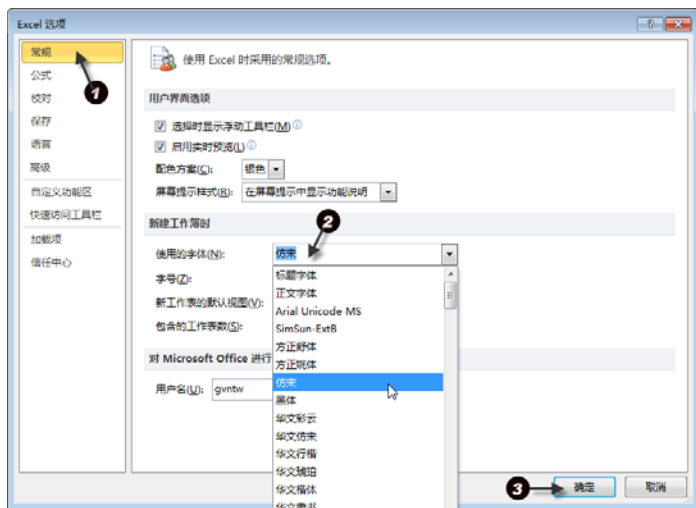 Excel 选项
常规
公式
校对
保存
语言
高级
自定义功能区
快速访问工具栏
加载项
信任中心
1
使用 Excel 时采用的常规选项。
用户界面选项
选择时显示浮动工具栏(M)
启用实时预览(L)
配色方案(C): 银色
屏幕提示样式(R): 在屏幕提示中显示功能说明
新建工作簿时
2
使用的字体(N): 仿宋
字号(Z):
新工作表的默认视图(V):
包含的工作表数(S):
标题字体
正文字体
Arial Unicode MS
SimSun-ExtB
方正舒体
方正姚体
仿宋
黑体
华文彩云
华文仿宋
华文行楷
华文琥珀
华文楷体
华文隶书
对 Microsoft Office 进行
用户名(U): gvntw
3
确定
取消